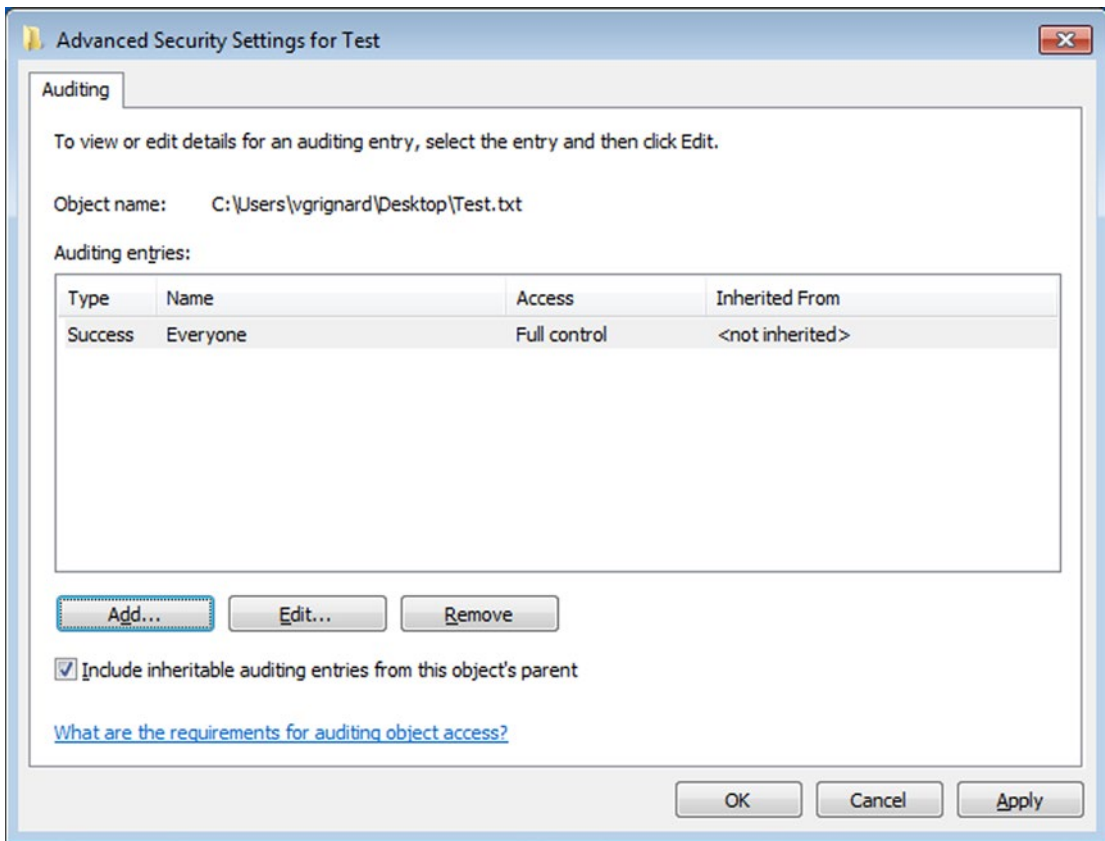 Advanced Security Settings for Test
Auditing
To view or edit details for an auditing entry, select the entry and then click Edit.
Object name: C:\Users\vgrignard\Desktop\Test.txt
Auditing entries:
Type Name Access Inherited From
Success Everyone Full control <not inherited>
Add... Edit... Remove
Include inheritable auditing entries from this object's parent
What are the requirements for auditing object access?
OK Cancel Apply